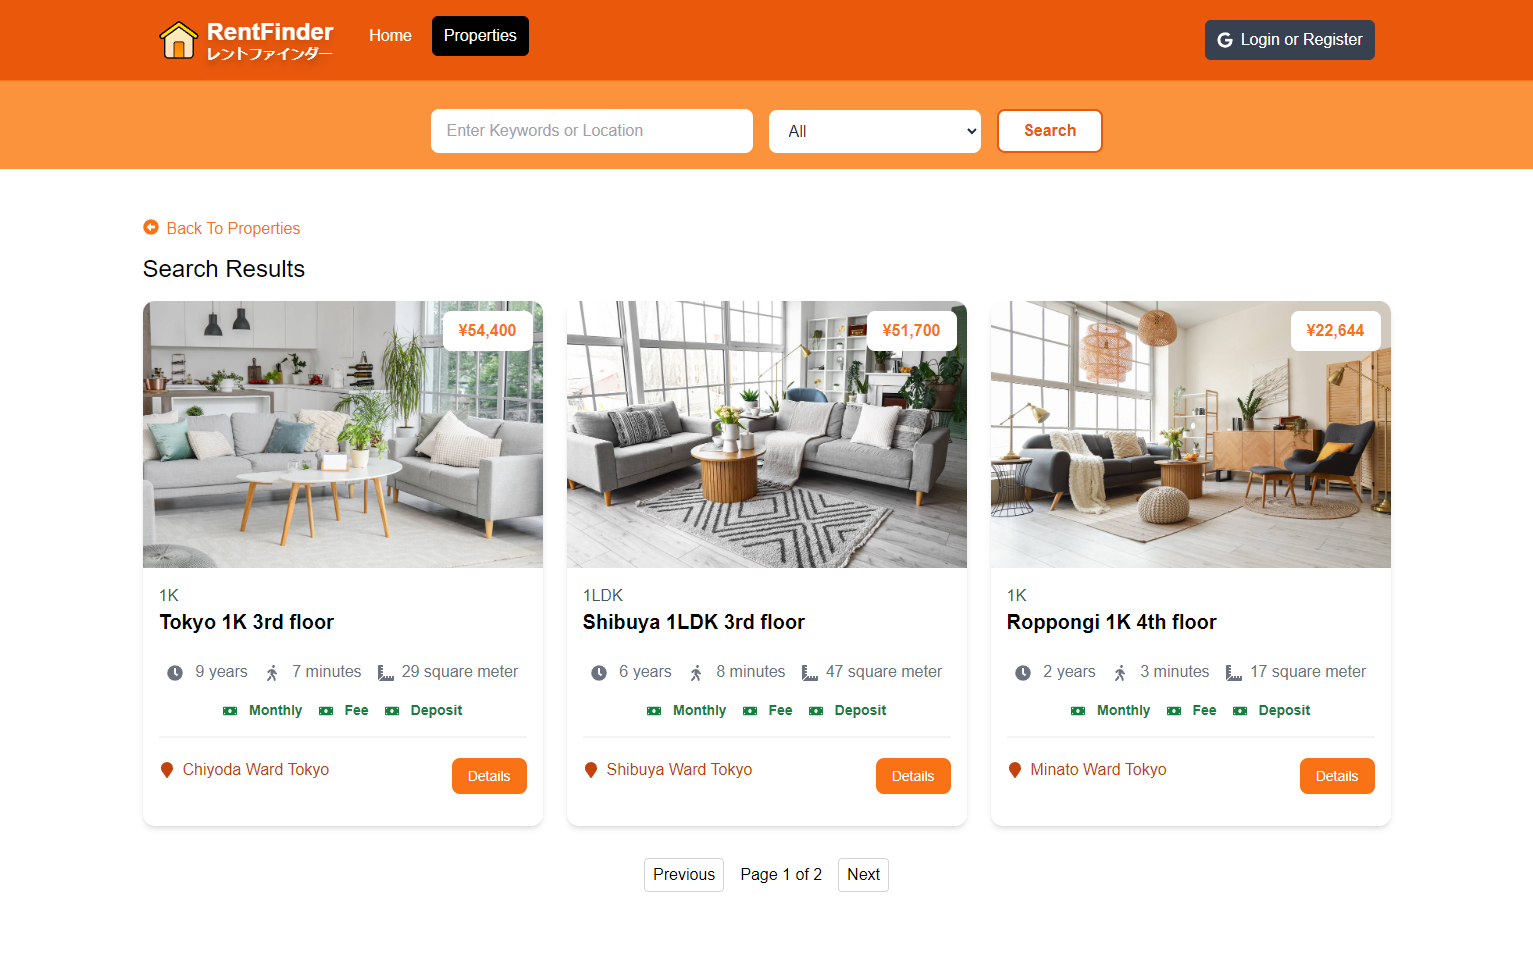 RentFinder
レントファインダー
Home
Properties
Login or Register
Enter Keywords or Location
All
Search
Back To Properties
Search Results
¥54,400
1K
Tokyo 1K 3rd floor
9 years 7 minutes 29 square meter
Monthly Fee Deposit
Chiyoda Ward Tokyo
Details
¥51,700
1LDK
Shibuya 1LDK 3rd floor
6 years 8 minutes 47 square meter
Monthly Fee Deposit
Shibuya Ward Tokyo
Details
¥22,644
1K
Roppongi 1K 4th floor
2 years 3 minutes 17 square meter
Monthly Fee Deposit
Minato Ward Tokyo
Details
Previous Page 1 of 2 Next